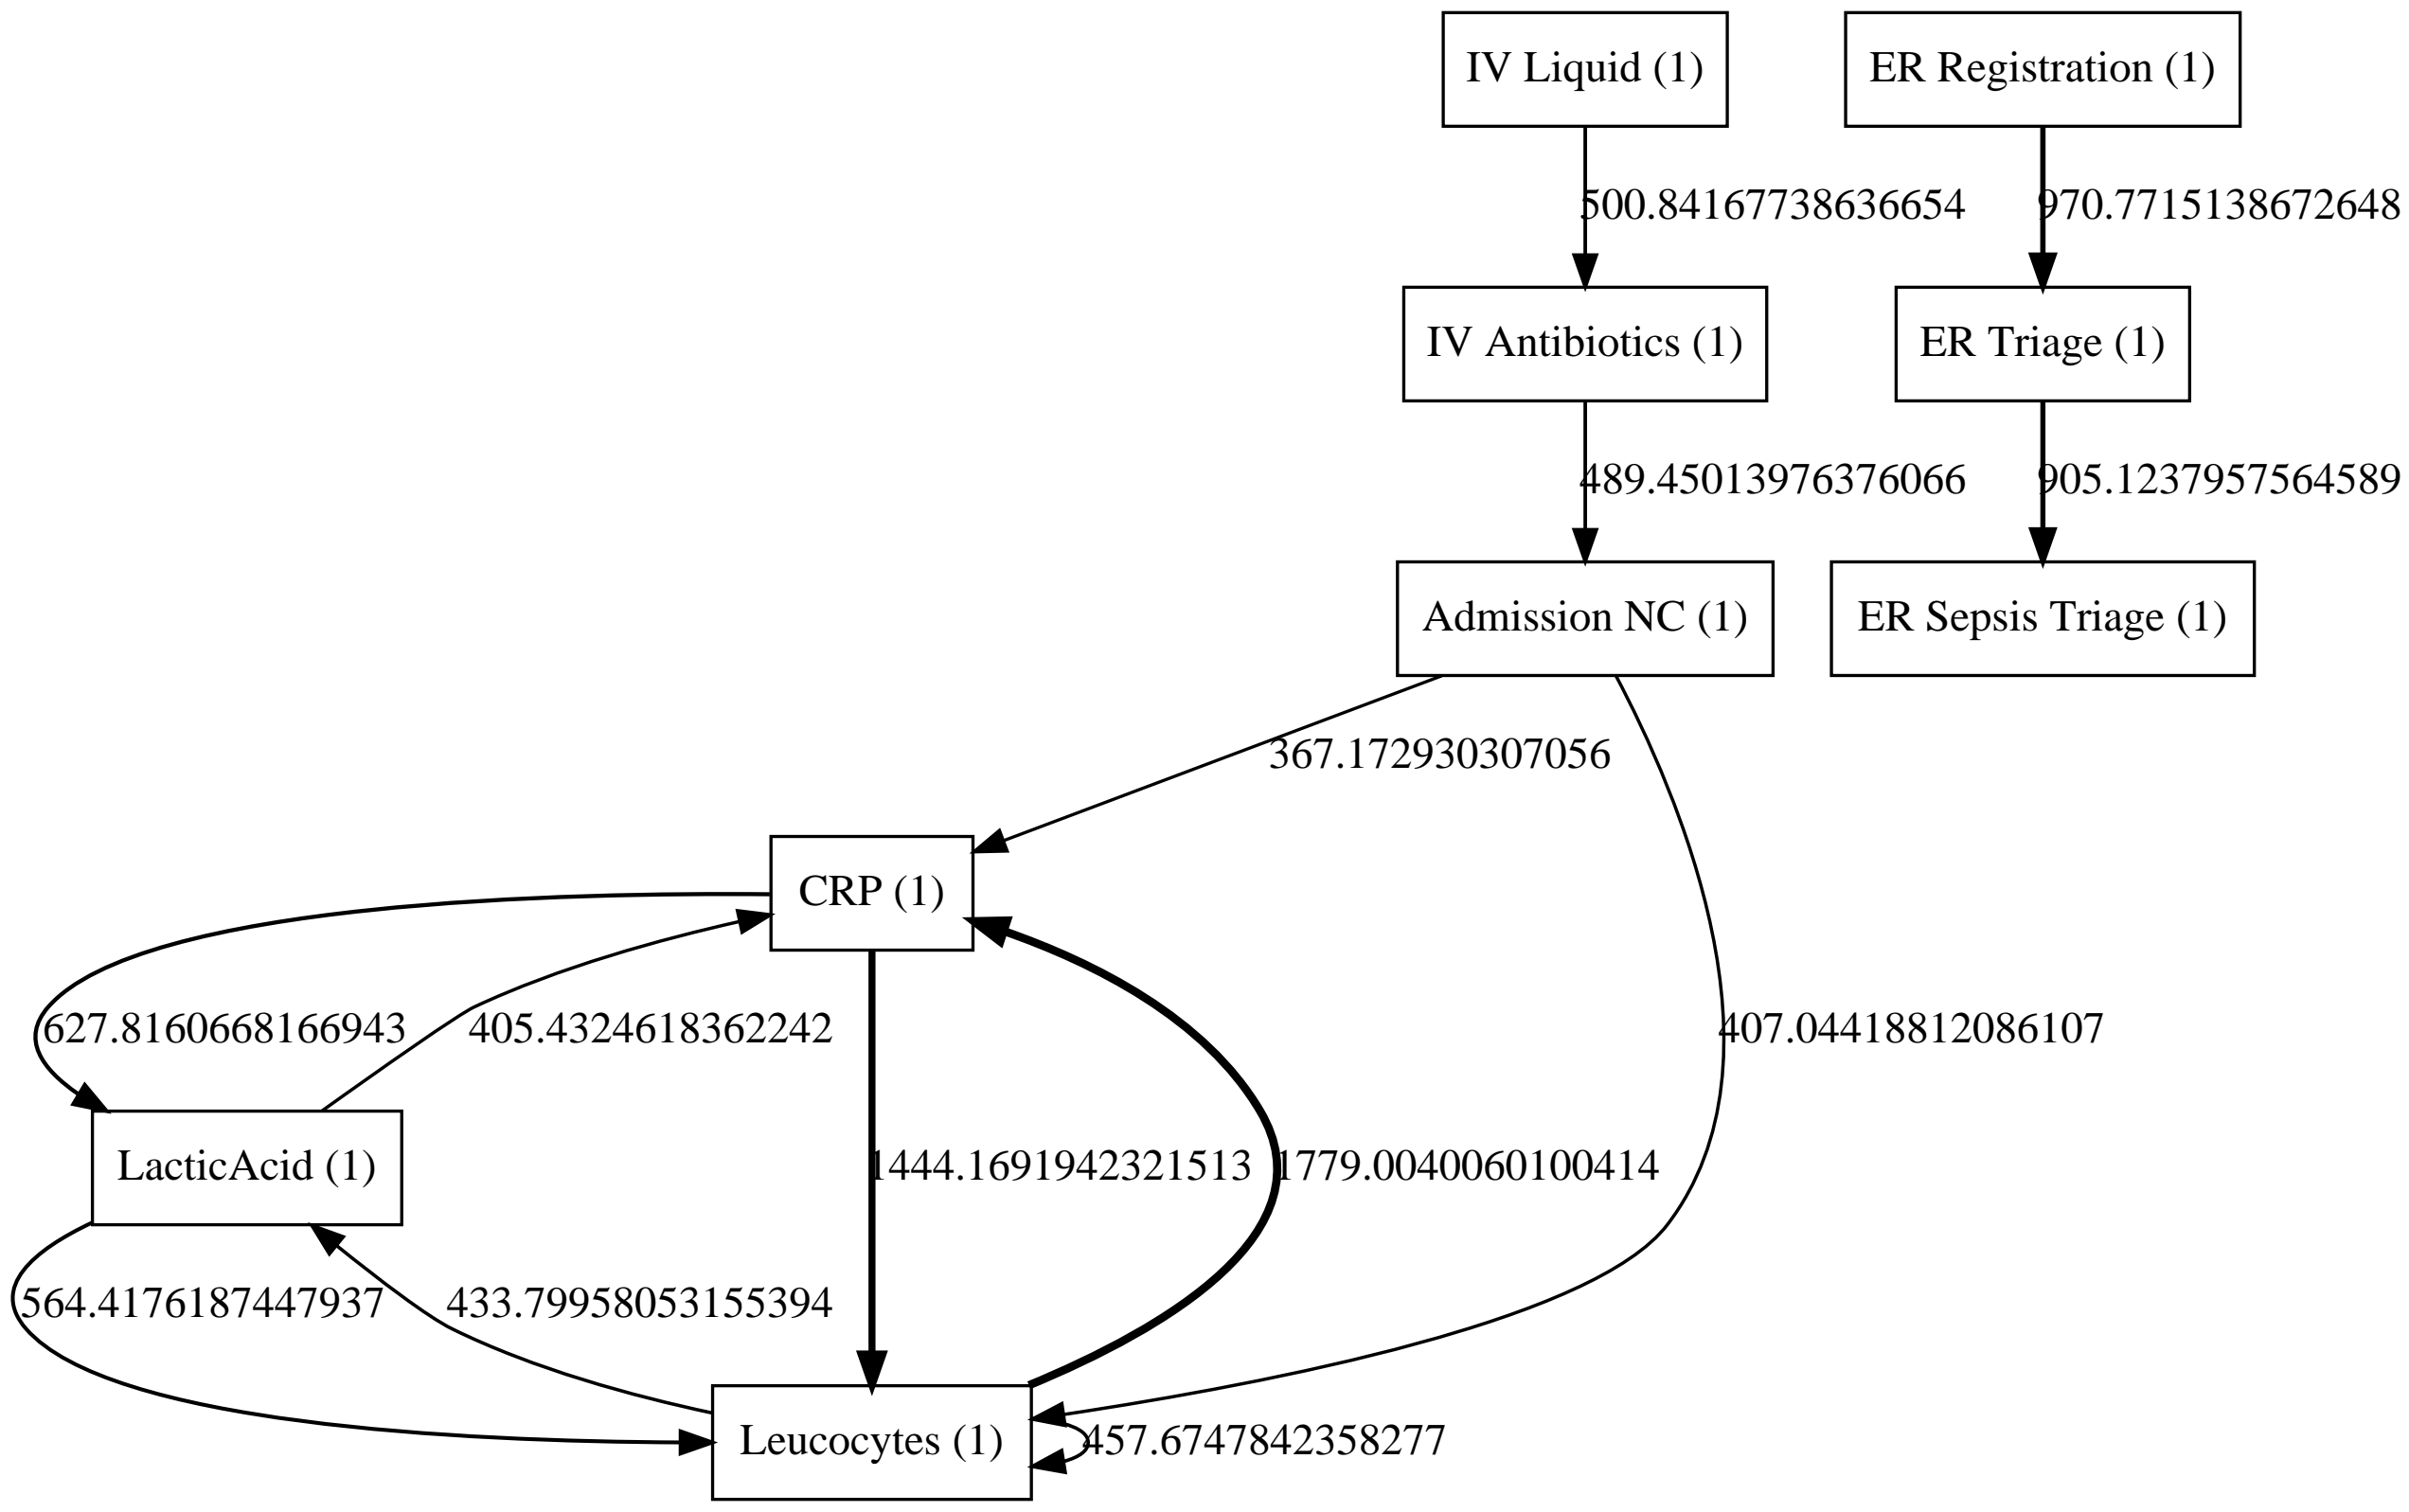 IV Liquid (1)
ER Registration (1)
500.84167738636654
970.7715138672648
IV Antibiotics (1)
ER Triage (1)
489.45013976376066
905.1237957564589
Admission NC (1)
ER Sepsis Triage (1)
367.172930307056
CRP (1)
627.8160668166943
405.4324618362242
407.04418812086107
LacticAcid (1)
1444.1691942321513
1779.0040060100414
564.4176187447937
433.79958053155394
Leucocytes (1)
457.6747842358277